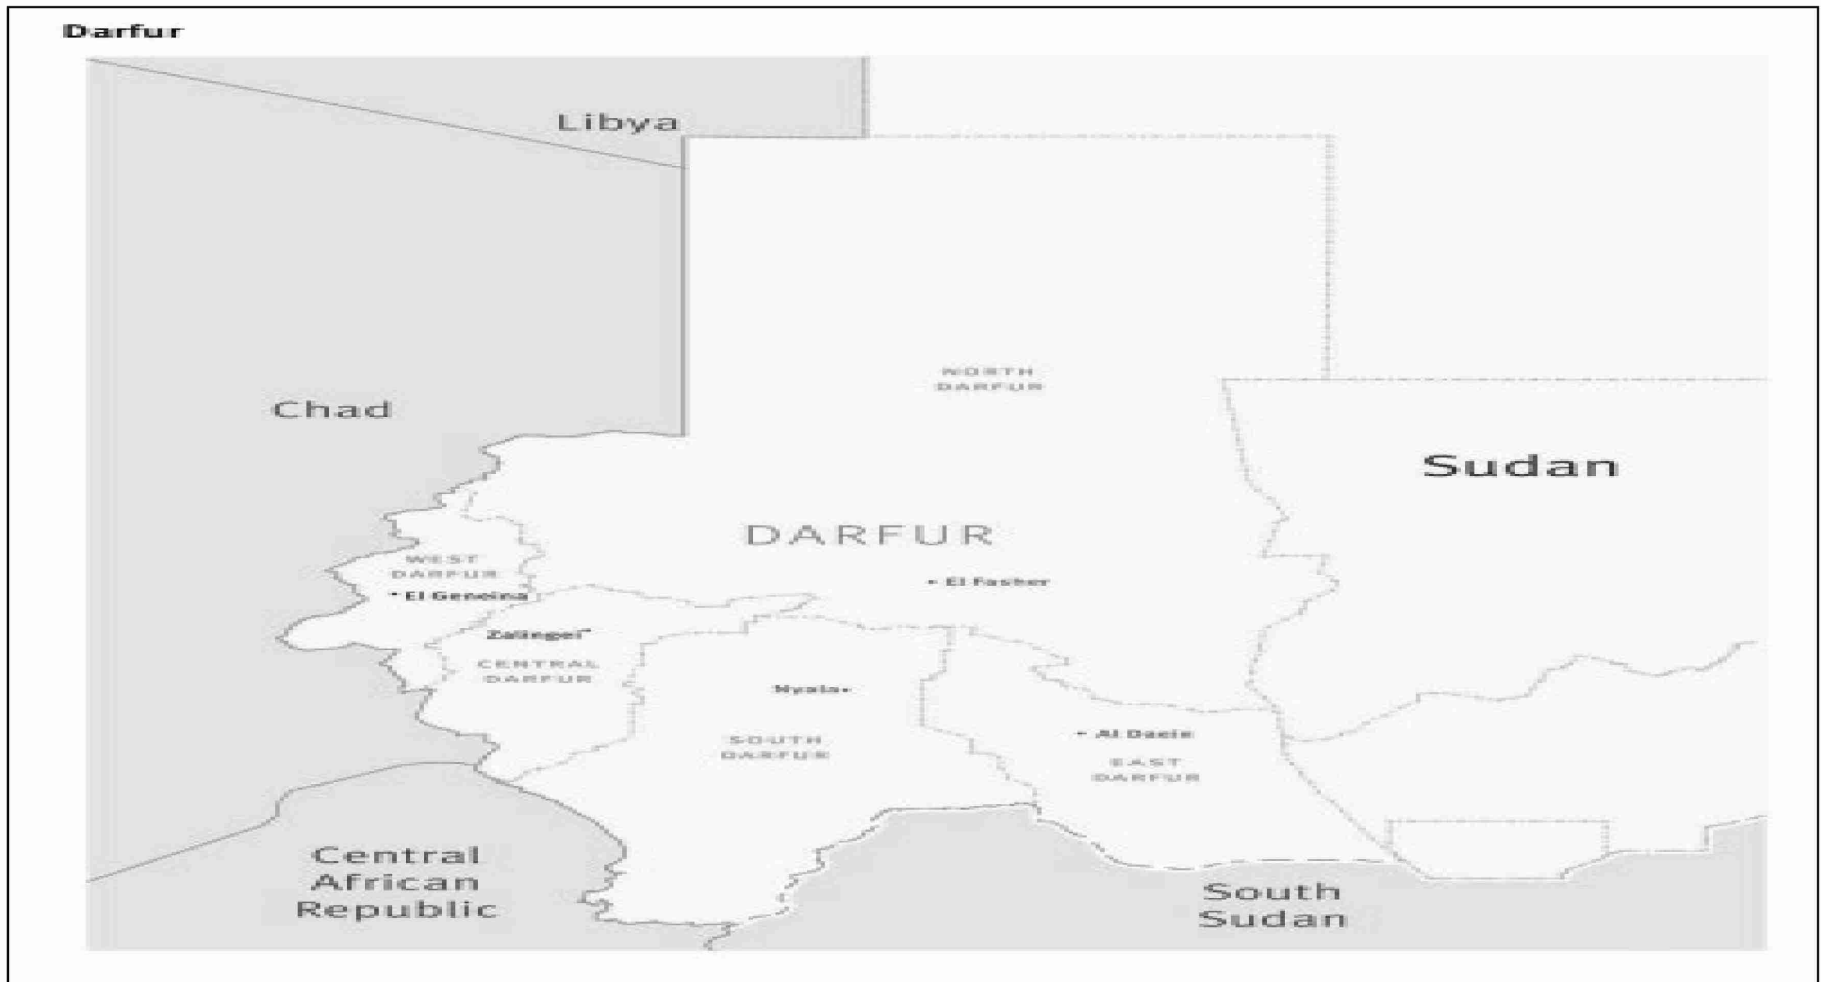 Darfur
Libya
NORTH
DARFUR
Chad
Sudan
DARFUR
WEST
DARFUR
El Fasher
El Geneina
Zalingei
CENTRAL
DARFUR
Nyala
SOUTH
DARFUR
Al Daein
EAST
DARFUR
Central
African
Republic
South
Sudan